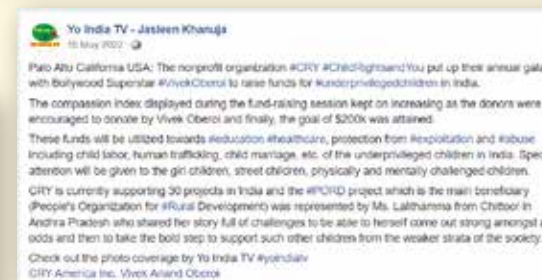 Yo India TV - Jasleen Khanuja
15 May 2022
Palo Alto California USA: The nonprofit organization #CRY #ChildRightsandYou put up their annual gala
with Bollywood Superstar #VivekOberoi to raise funds for #underprivilegedchildren in India.
The compassion index displayed during the fund-raising session kept on increasing as the donors were
encouraged to donate by Vivek Oberoi and finally, the goal of $200k was attained.
These funds will be utilized towards #education #healthcare, protection from #exploitation and #abuse
including child labor, human trafficking, child marriage, etc. of the underprivileged children in India. Spec
attention will be given to the girl children, street children, physically and mentally challenged children.
CRY is currently supporting 30 projects in India and the #PORD project which is the main beneficiary
(People's Organization for #Rural Development) was represented by Ms. Lalithamma from Chittoor in
Andhra Pradesh who shared her story full of challenges to be able to herself come out strong amongst a
odds and then to take the bold step to support such other children from the weaker strata of the society.
Check out the photo coverage by Yo India TV #yoindiatv
CRY America Inc. Vivek Anand Oberoi